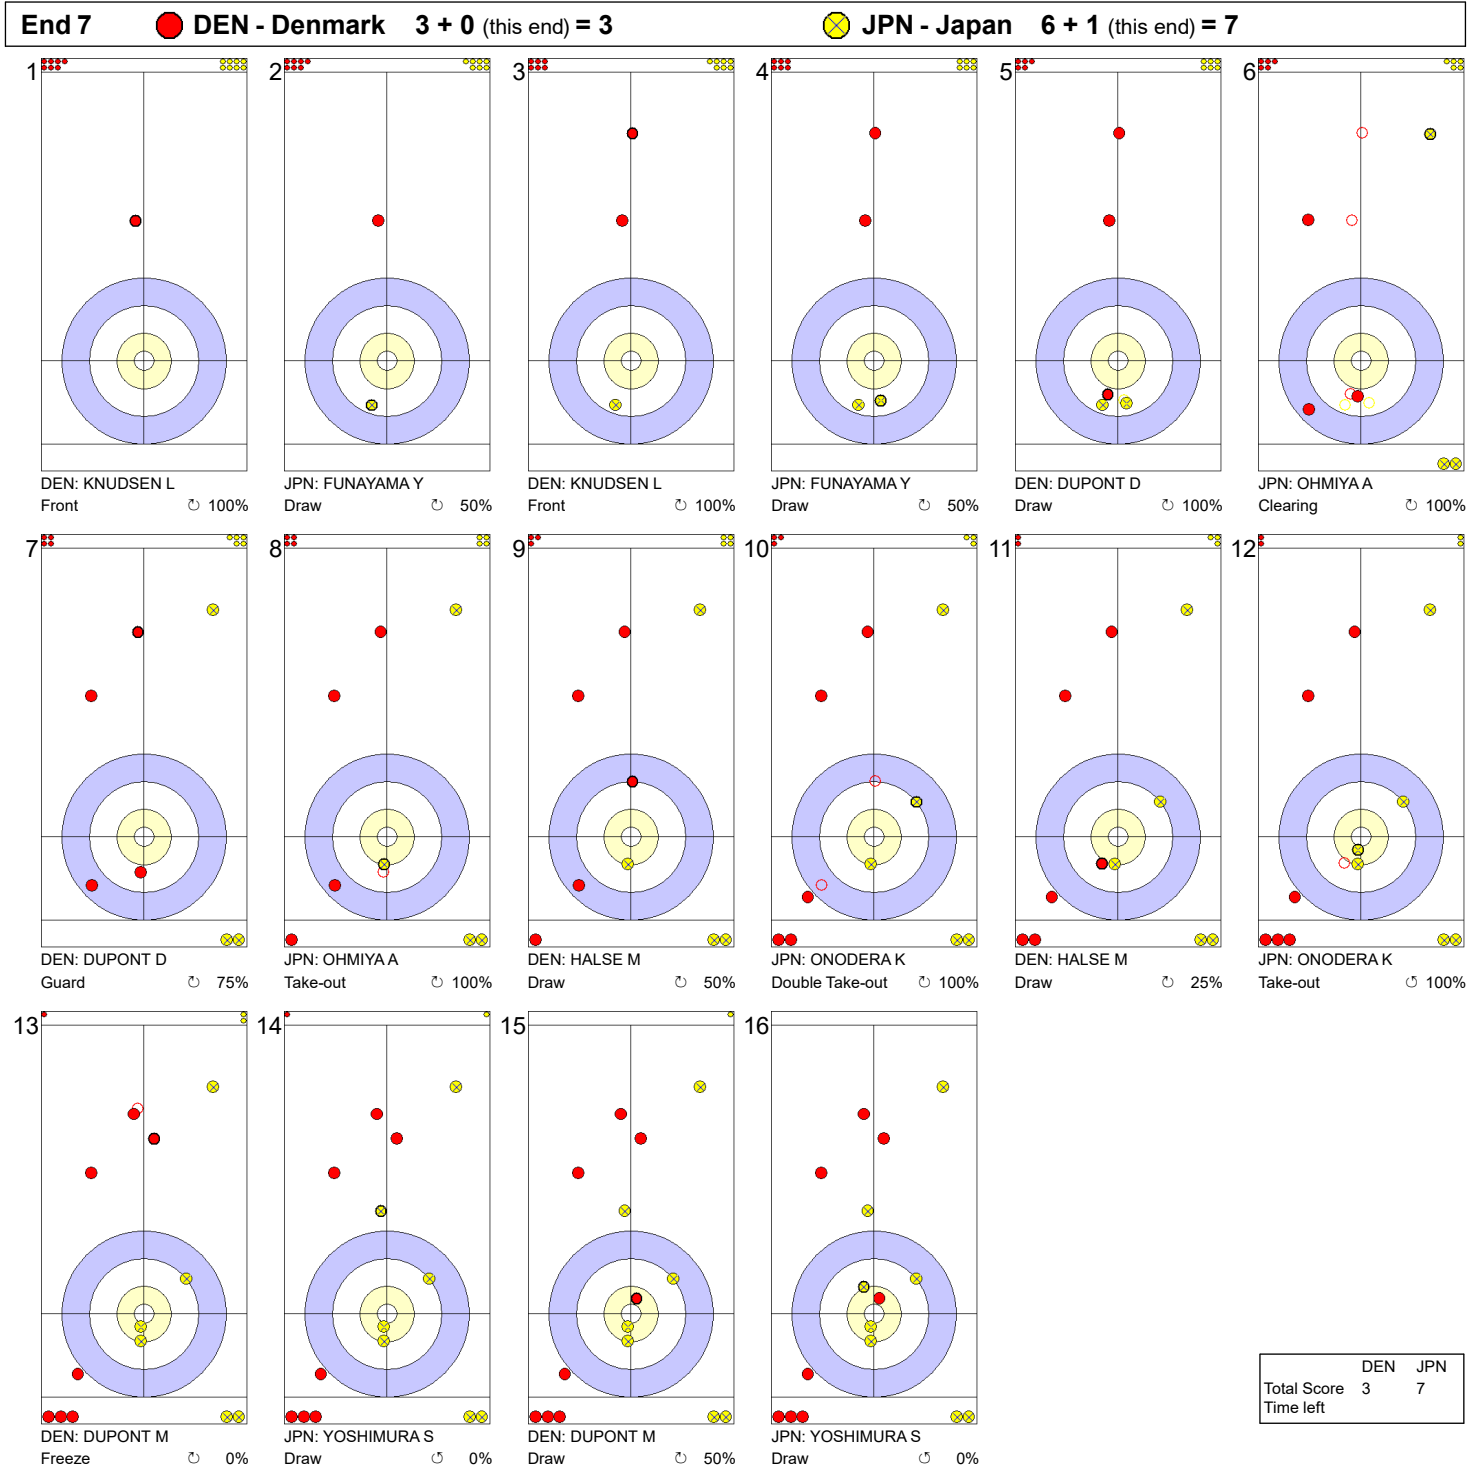 End 7 DEN - Denmark 3 + 0 (this end) = 3 JPN - Japan 6 + 1 (this end) = 7
1 2 3 4 5 6
DEN: KNUDSEN L JPN: FUNAYAMA Y DEN: KNUDSEN L JPN: FUNAYAMA Y DEN: DUPONT D JPN: OHMIYA A
Front ↻ 100% Draw ↻ 50% Front ↻ 100% Draw ↻ 50% Draw ↻ 100% Clearing ↻ 100%
7 8 9 10 11 12
DEN: DUPONT D JPN: OHMIYA A DEN: HALSE M JPN: ONODERA K DEN: HALSE M JPN: ONODERA K
Guard ↻ 75% Take-out ↻ 100% Draw ↻ 50% Double Take-out ↻ 100% Draw ↻ 25% Take-out ↺ 100%
13 14 15 16
DEN JPN
Total Score 3 7
Time left
DEN: DUPONT M JPN: YOSHIMURA S DEN: DUPONT M JPN: YOSHIMURA S
Freeze ↻ 0% Draw ↻ 0% Draw ↻ 50% Draw ↺ 0%